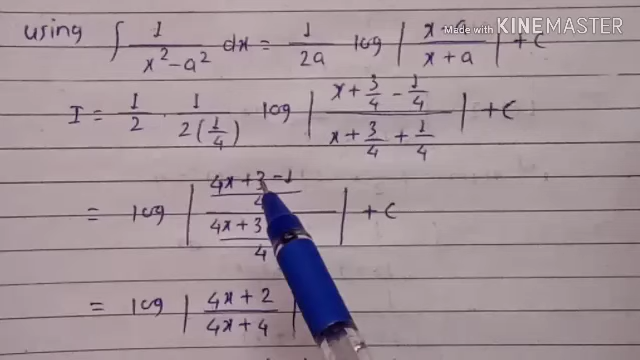 Made with KINEMASTER
using ∫ 1/(x² - a²) dx = 1/2a log | (x - a)/(x + a) | + C
I = 1/2 · 1/(2(1/4)) log | (x + 3/4 - 1/4)/(x + 3/4 + 1/4) | + C
= log | ((4x + 3 - 1)/4)/((4x + 3)/4) | + C
= log | (4x + 2)/(4x + 4) |